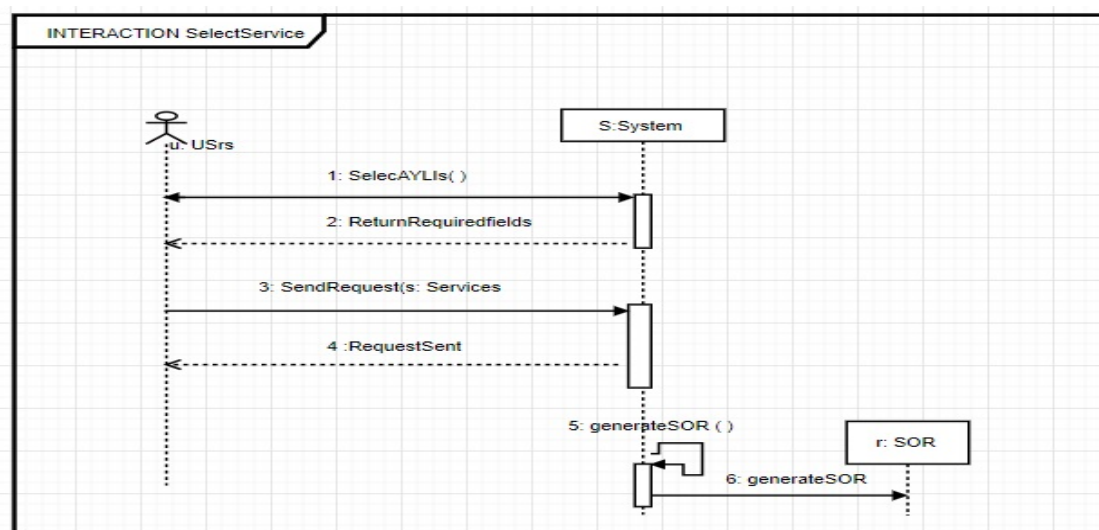 INTERACTION SelectService
u: USrs
S:System
1: SelecAYLIs( )
2: ReturnRequiredfields
3: SendRequest(s: Services
4 :RequestSent
5: generateSOR ( )
r: SOR
6: generateSOR